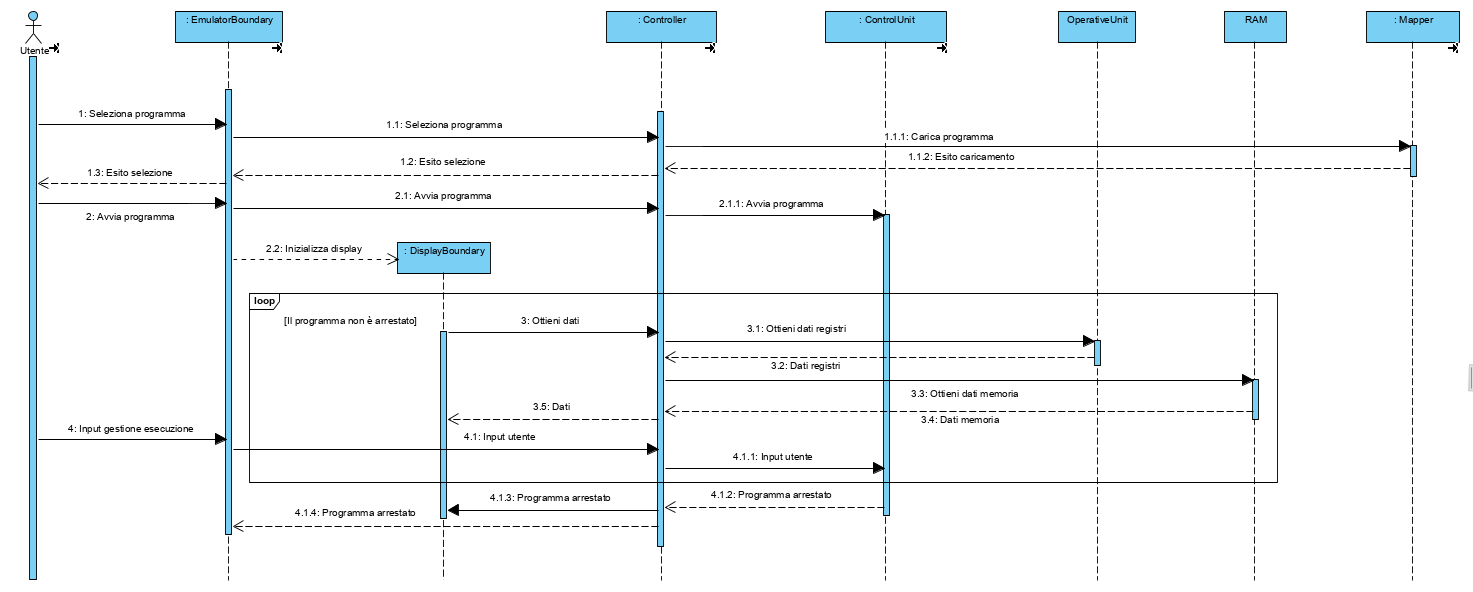 Utente
: EmulatorBoundary
: Controller
: ControlUnit
OperativeUnit
RAM
: Mapper
1: Seleziona programma
1.1: Seleziona programma
1.1.1: Carica programma
1.1.2: Esito caricamento
1.2: Esito selezione
1.3: Esito selezione
2: Avvia programma
2.1: Avvia programma
2.1.1: Avvia programma
2.2: Inizializza display
: DisplayBoundary
loop
[Il programma non è arrestato]
3: Ottieni dati
3.1: Ottieni dati registri
3.2: Dati registri
3.3: Ottieni dati memoria
3.4: Dati memoria
3.5: Dati
4: Input gestione esecuzione
4.1: Input utente
4.1.1: Input utente
4.1.2: Programma arrestato
4.1.3: Programma arrestato
4.1.4: Programma arrestato